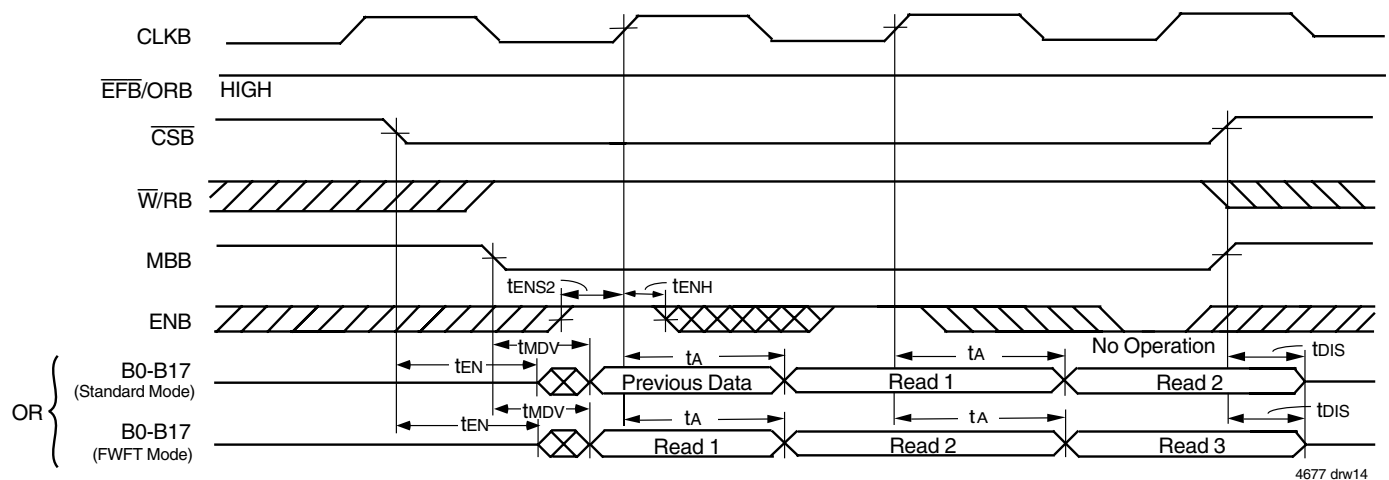 CLKB
EFB/ORB HIGH
CSB
W/RB
MBB
tENS2 tENH
ENB
No Operation
tMDV
tEN tA tA tDIS
B0-B17
(Standard Mode)
Previous Data Read 1 Read 2
OR
tMDV
tEN tA tA tDIS
B0-B17
(FWFT Mode)
Read 1 Read 2 Read 3
4677 drw14